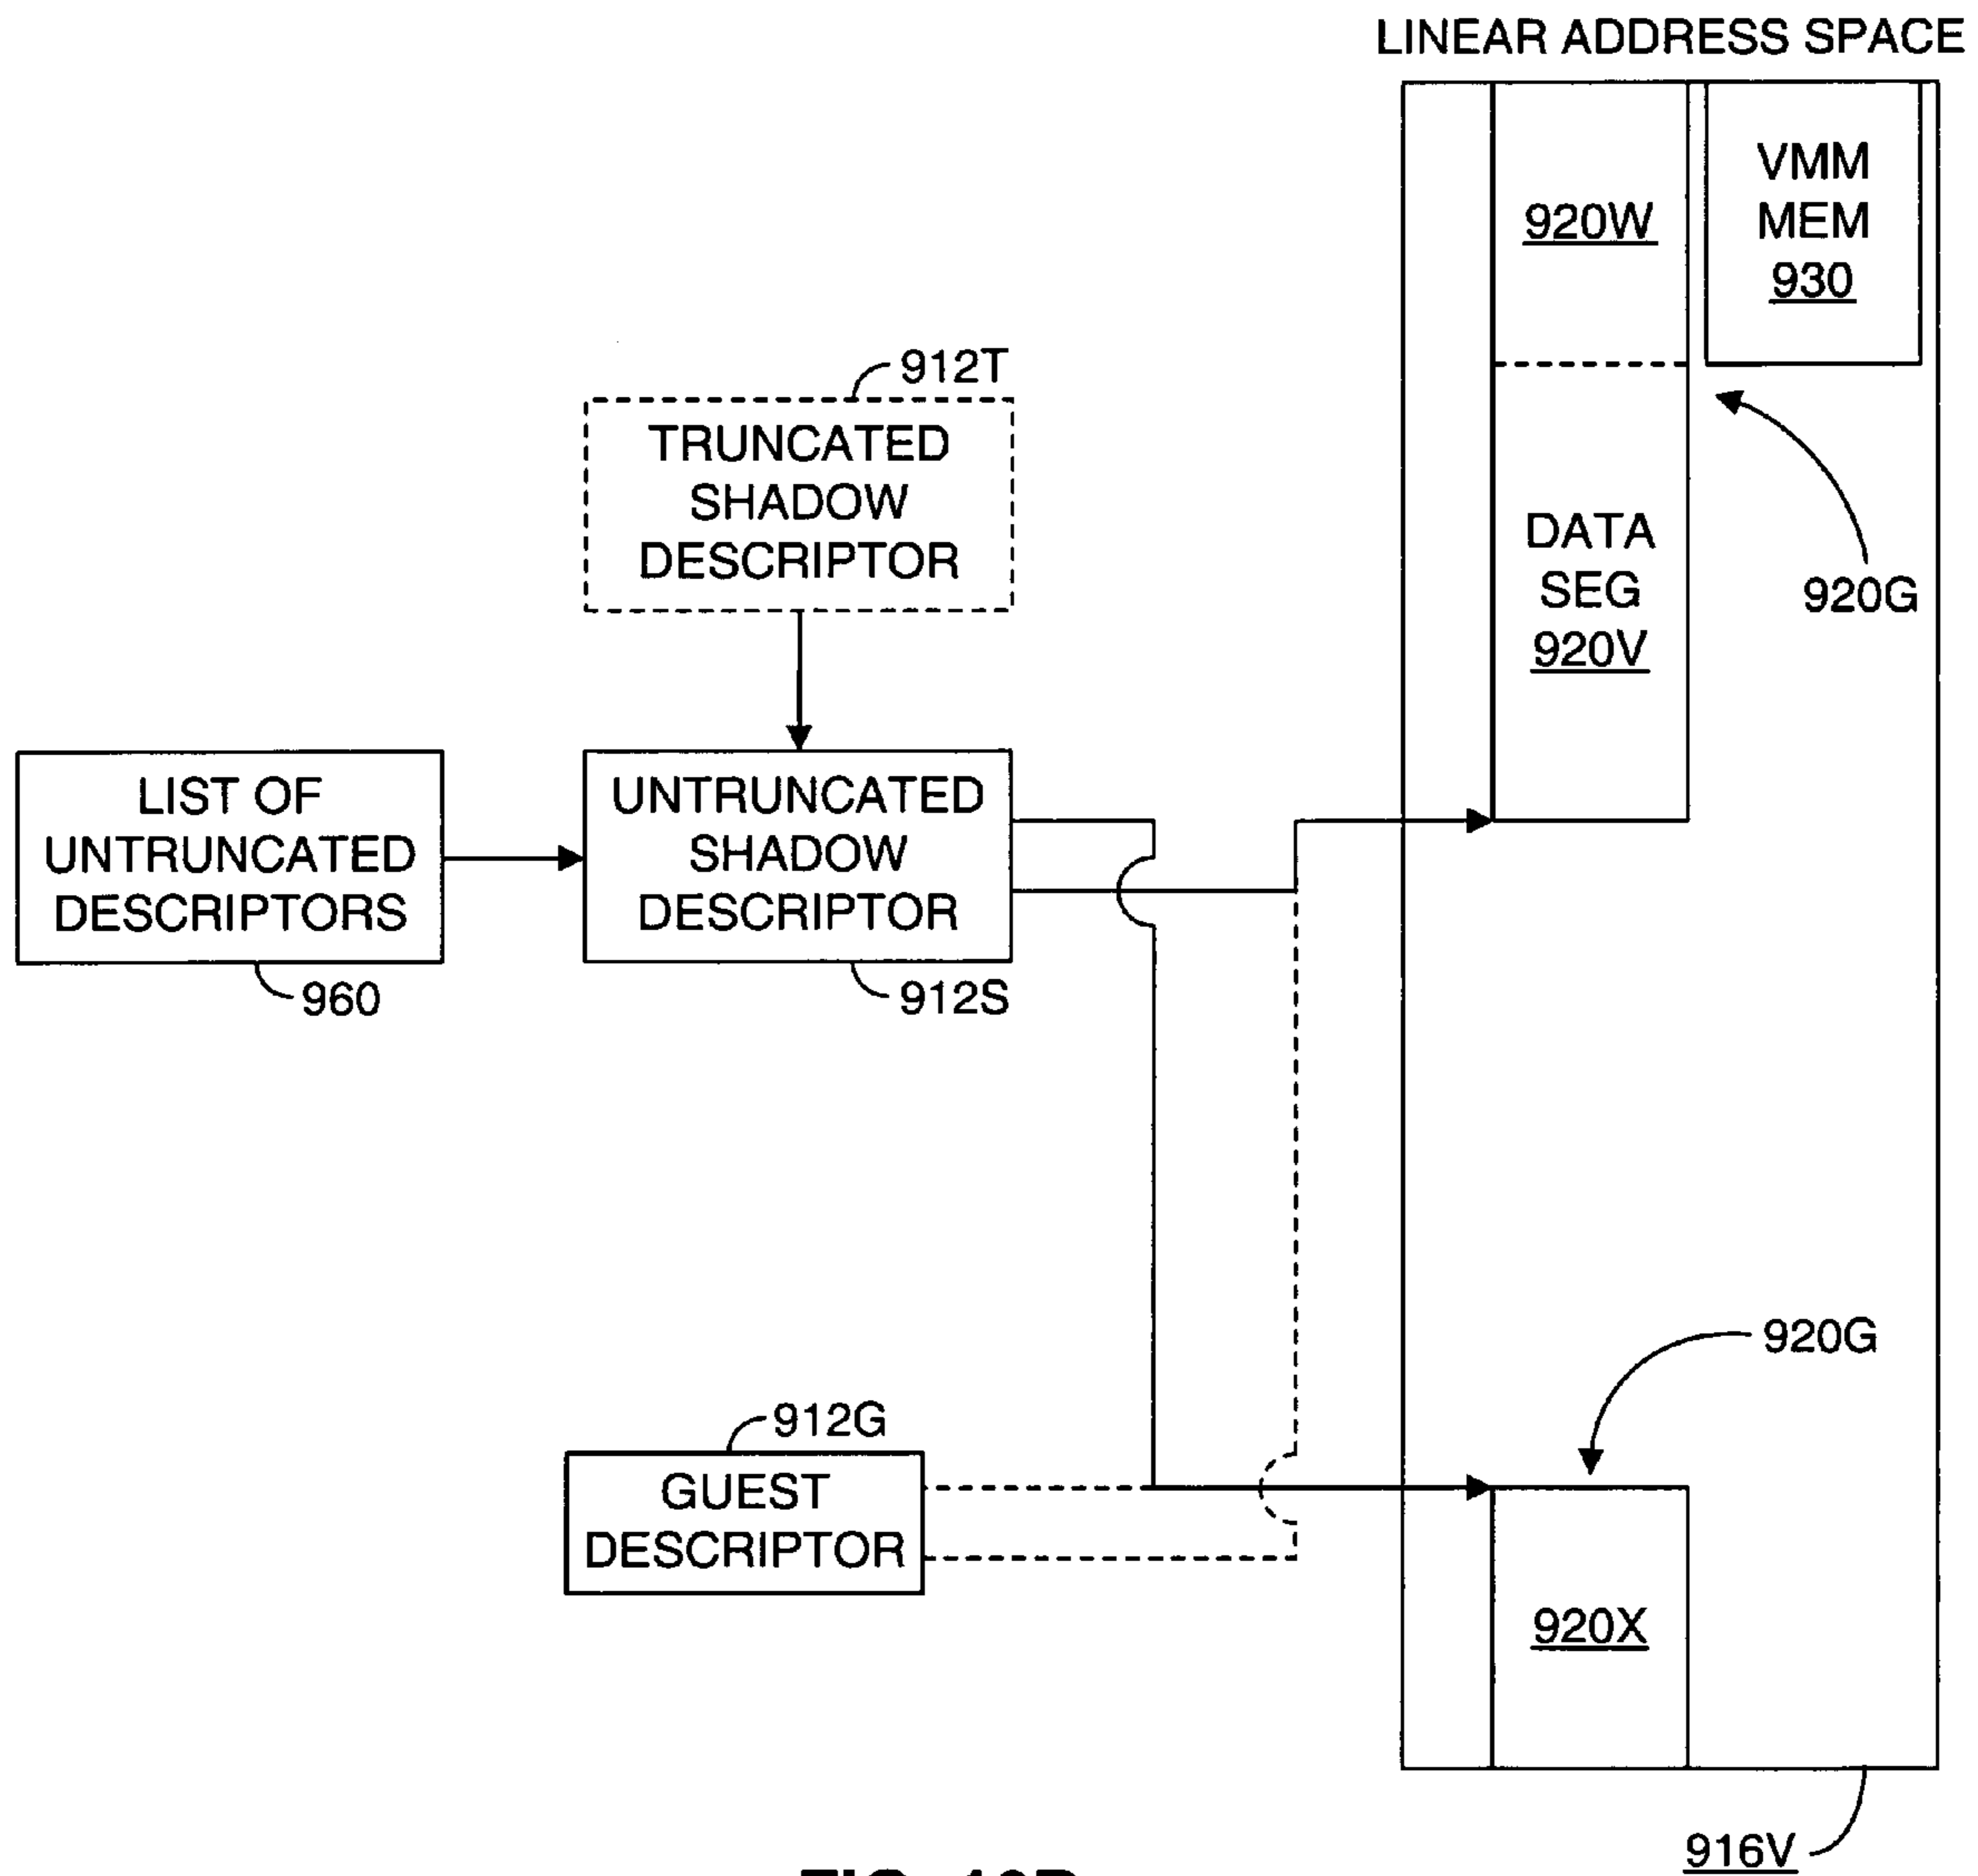 LINEAR ADDRESS SPACE
VMM
MEM
930
920W
912T
TRUNCATED
SHADOW
DESCRIPTOR
DATA
SEG
920V
920G
LIST OF
UNTRUNCATED
DESCRIPTORS
960
UNTRUNCATED
SHADOW
DESCRIPTOR
912S
920G
912G
GUEST
DESCRIPTOR
920X
916V